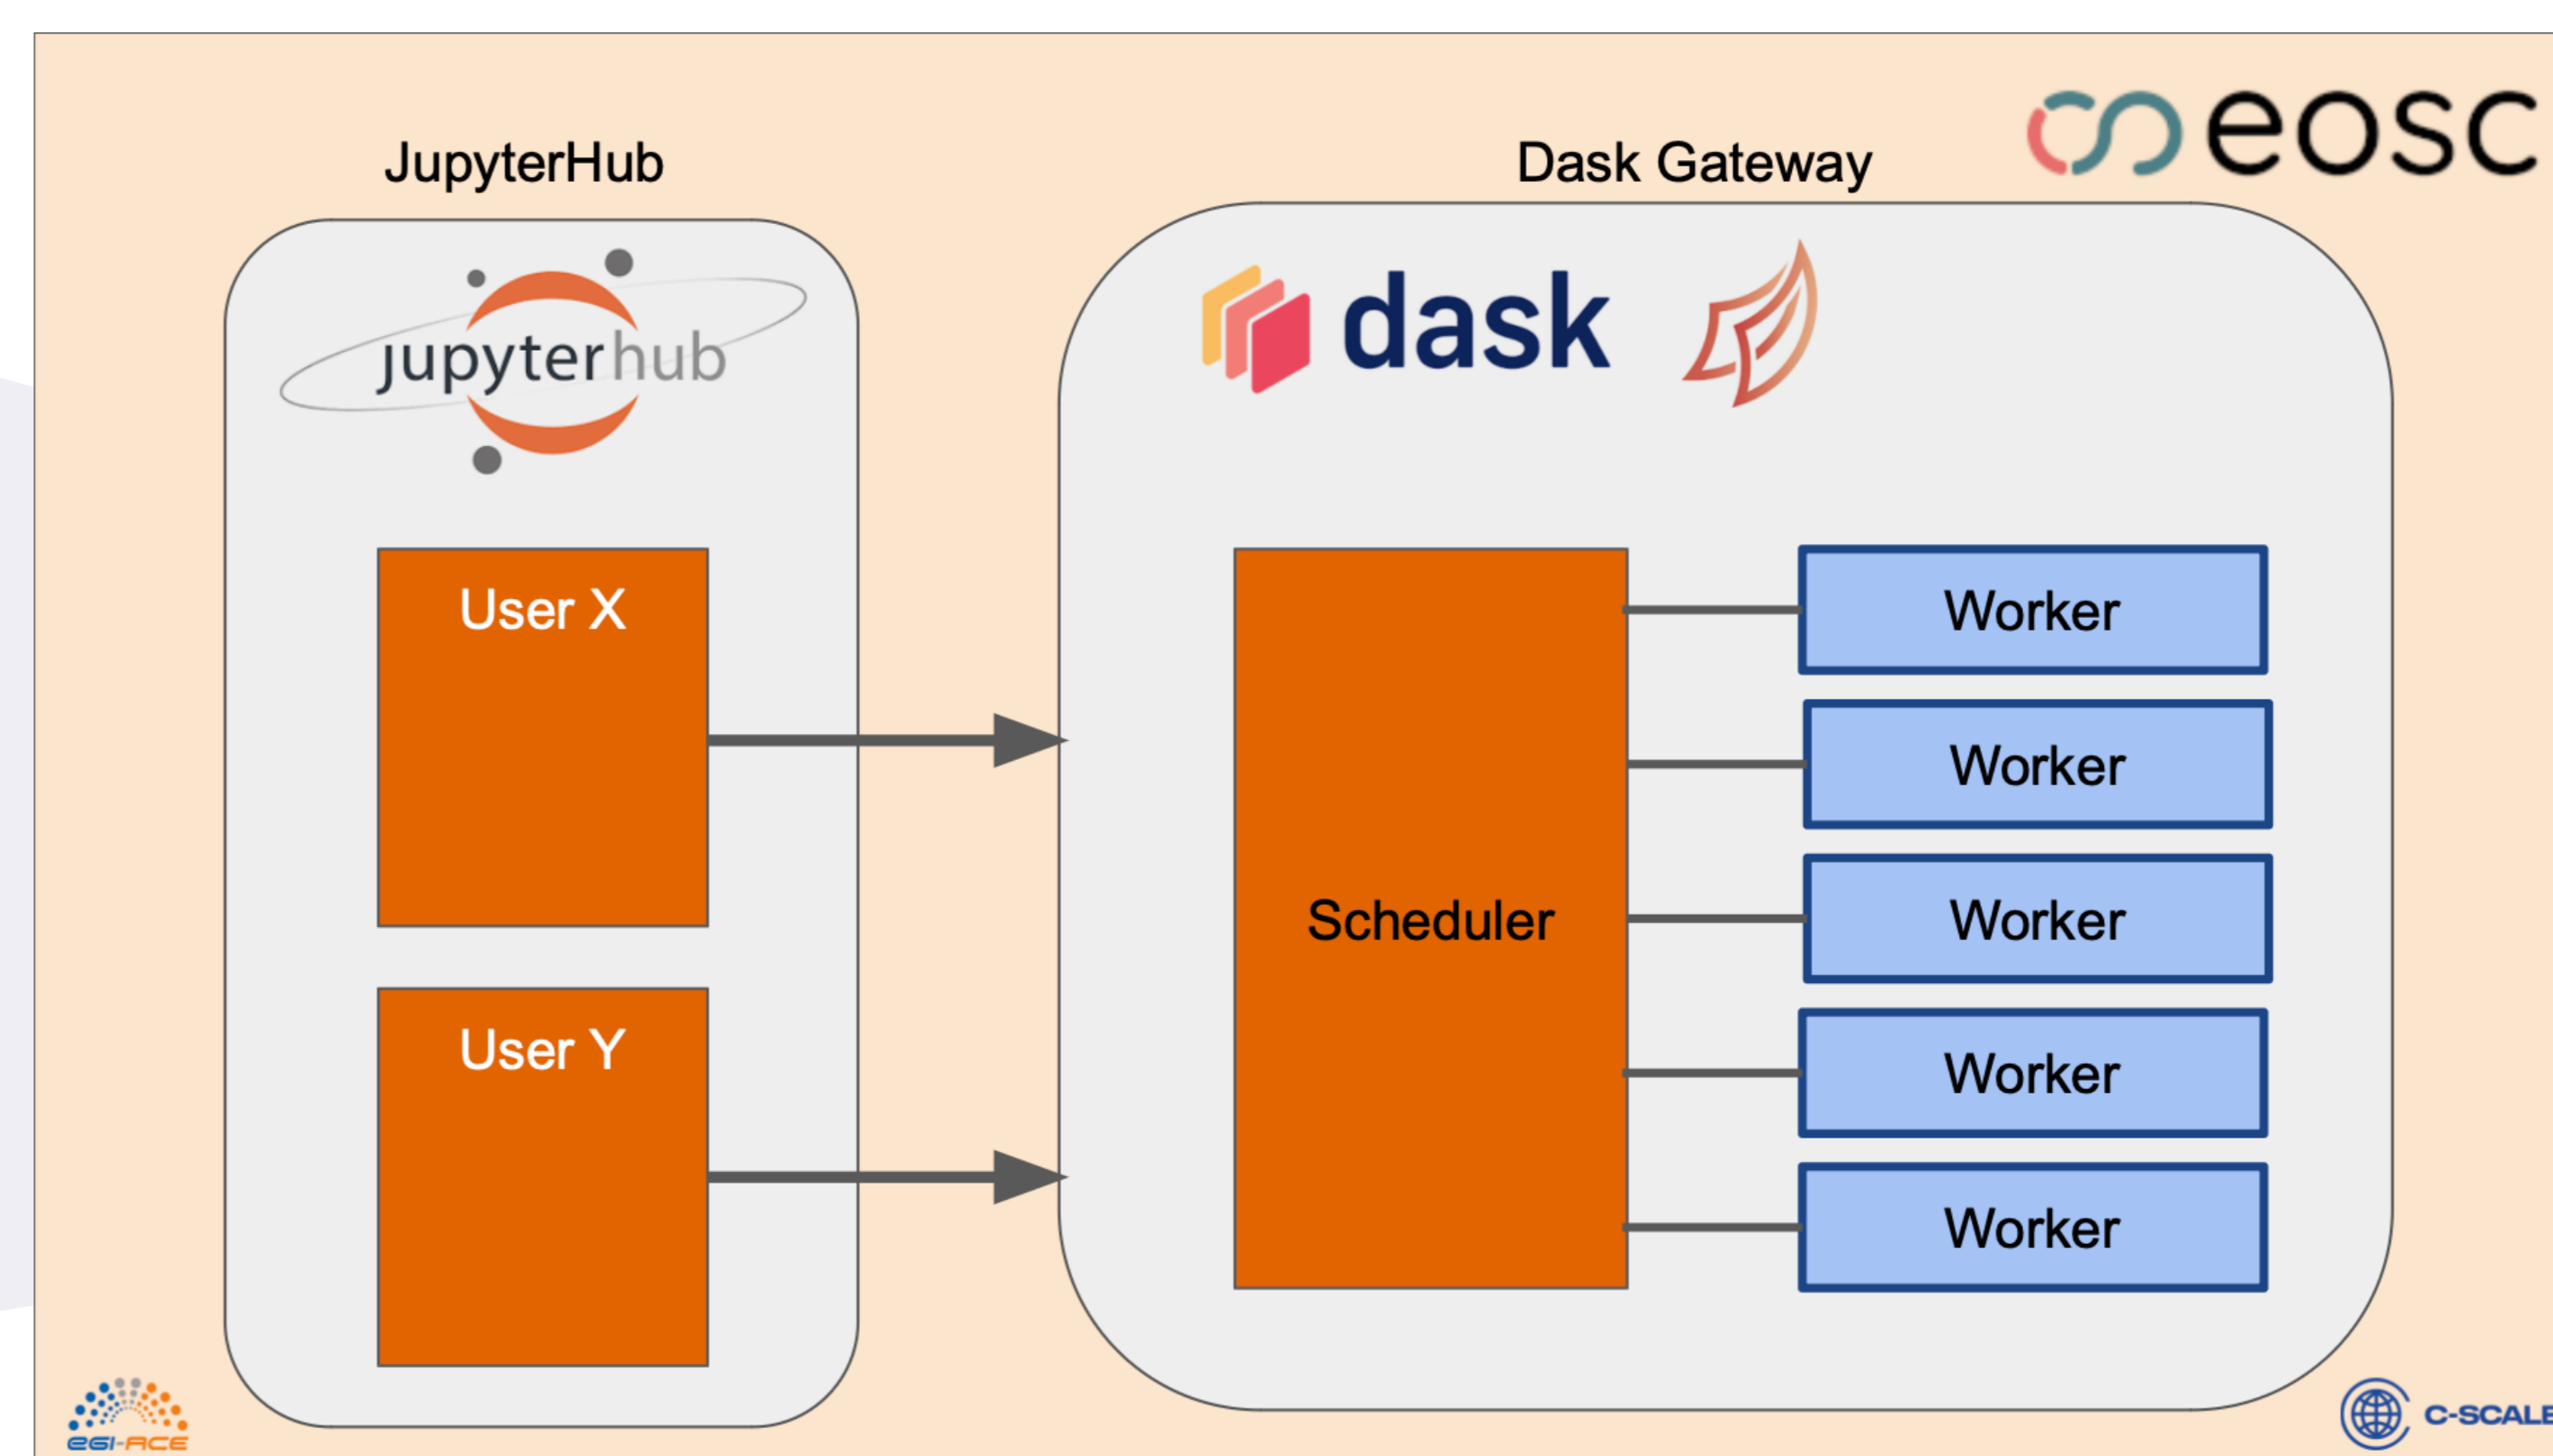 eosc
JupyterHub
Dask Gateway
jupyterhub
dask
User X
User Y
Scheduler
Worker
Worker
Worker
Worker
Worker
EGI-ACE
C-SCALE